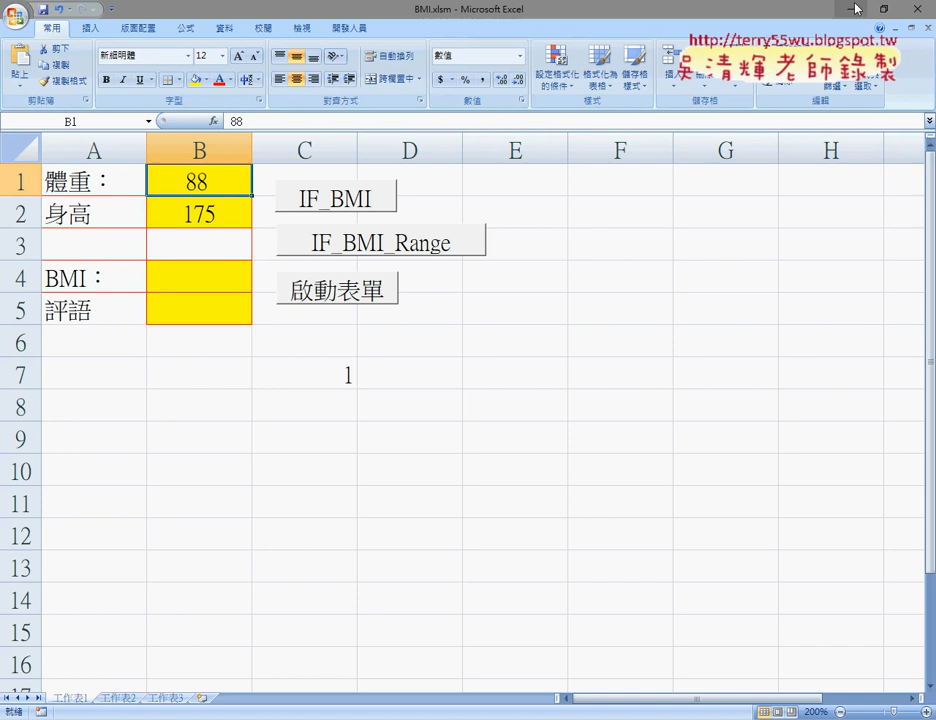 BMI.xlsm - Microsoft Excel
常用 插入 版面配置 公式 資料 校閱 檢視 開發人員
http://terry55wu.blogspot.tw
吳清輝老師錄製
貼上 剪下 複製 複製格式 剪貼簿
新細明體 12 字型
自動換列 跨欄置中 對齊方式
數值 數值
設定格式化的條件 格式化為表格 儲存格樣式 樣式
儲存格
篩選 選取 編輯
B1 fx 88
A B C D E F G H
1 體重： 88 IF_BMI
2 身高 175
3 IF_BMI_Range
4 BMI： 啟動表單
5 評語
6
7 1
8
9
10
11
12
13
14
15
16
17
工作表1 工作表2 工作表3
就緒 200%